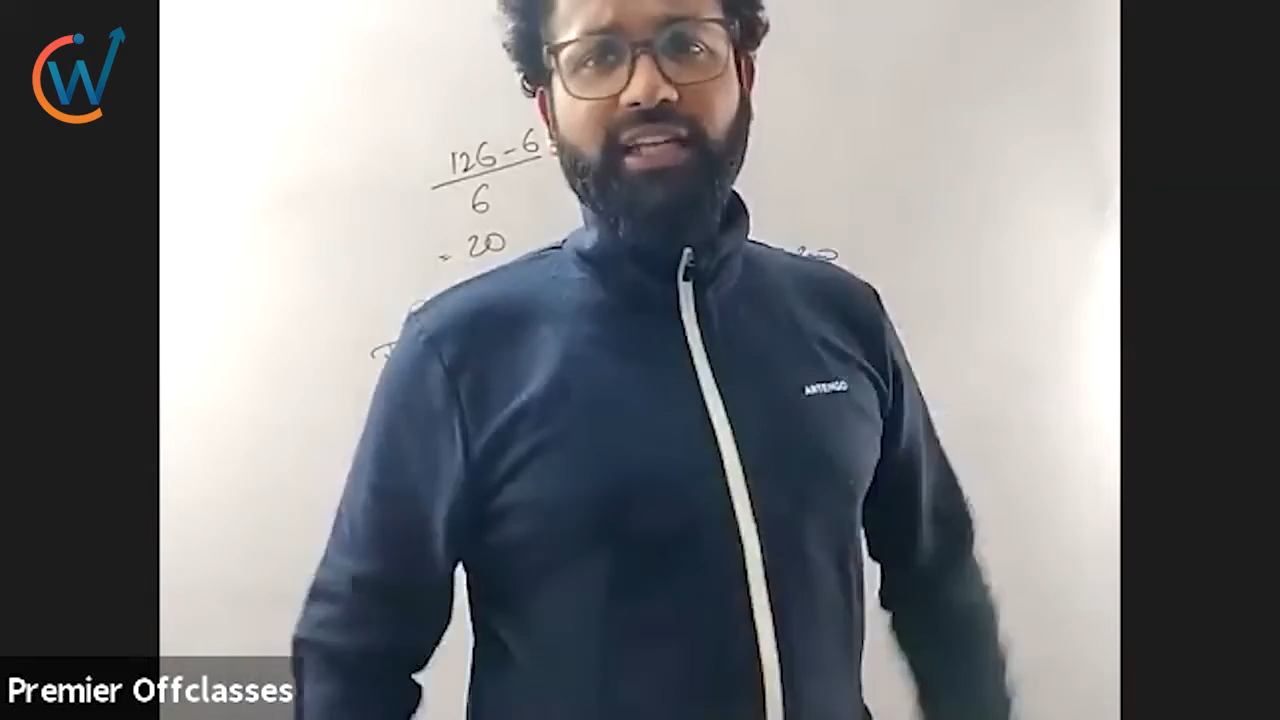 W
126 - 6
6
= 20
ARTENGO
Premier Offclasses